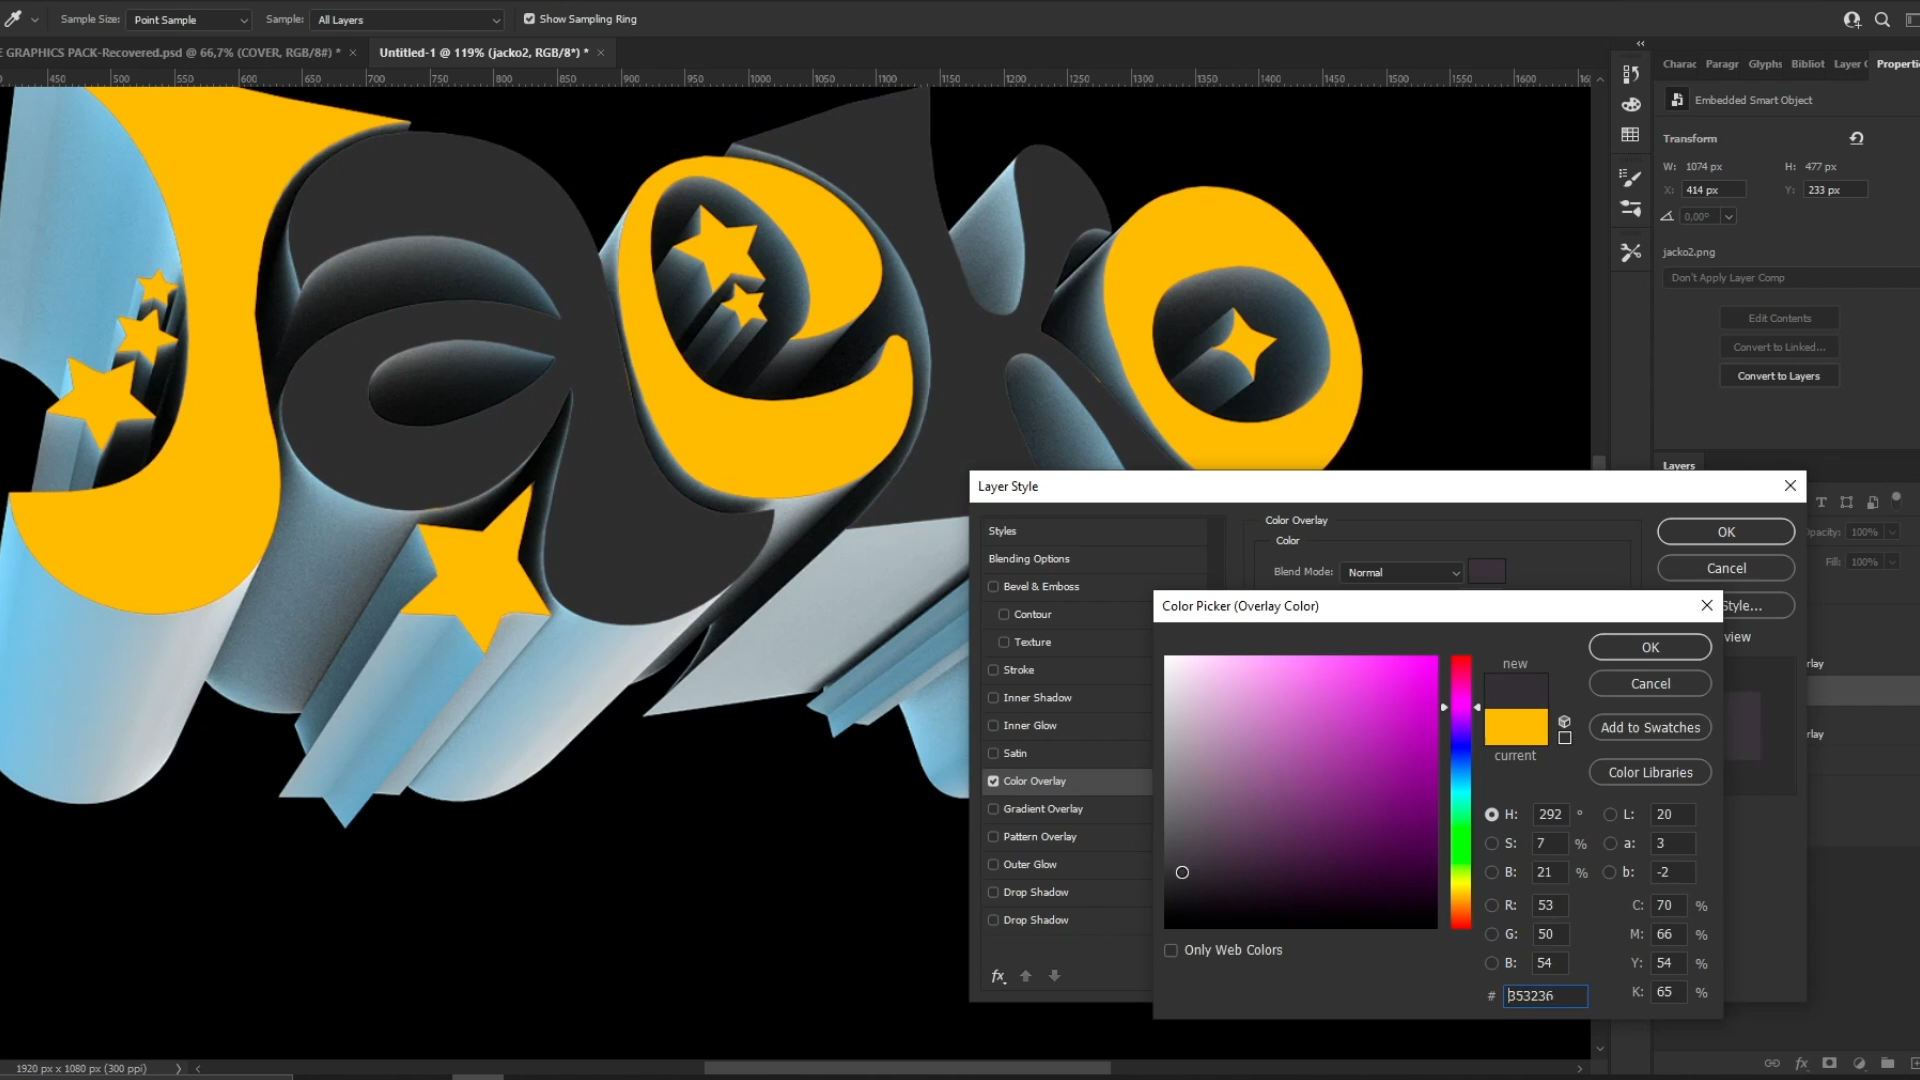 Sample Size: Point Sample Sample: All Layers Show Sampling Ring
E GRAPHICS PACK-Recovered.psd @ 66,7% (COVER, RGB/8#) * × Untitled-1 @ 119% (jacko2, RGB/8*) * ×
450 500 550 600 650 700 750 800 850 900 950 1000 1050 1100 1150 1200 1250 1300 1350 1400 1450 1500 1550 1600
Charac Paragr Glyphs Bibliot Layer C Properti
Embedded Smart Object
Transform
W: 1074 px H: 477 px
X: 414 px Y: 233 px
0,00°
jacko2.png
Don't Apply Layer Comp
Edit Contents
Convert to Linked...
Convert to Layers
Layers
Opacity: 100%
Fill: 100%
Jacko
Layer Style
Styles
Blending Options
Bevel & Emboss
Contour
Texture
Stroke
Inner Shadow
Inner Glow
Satin
Color Overlay
Gradient Overlay
Pattern Overlay
Outer Glow
Drop Shadow
Drop Shadow
fx
Color Overlay
Color
Blend Mode: Normal
OK
Cancel
Style...
view
rlay
rlay
Color Picker (Overlay Color)
new
current
OK
Cancel
Add to Swatches
Color Libraries
H: 292 ° L: 20
S: 7 % a: 3
B: 21 % b: -2
R: 53 C: 70 %
G: 50 M: 66 %
B: 54 Y: 54 %
# 353236 K: 65 %
Only Web Colors
1920 px x 1080 px (300 ppi)
fx